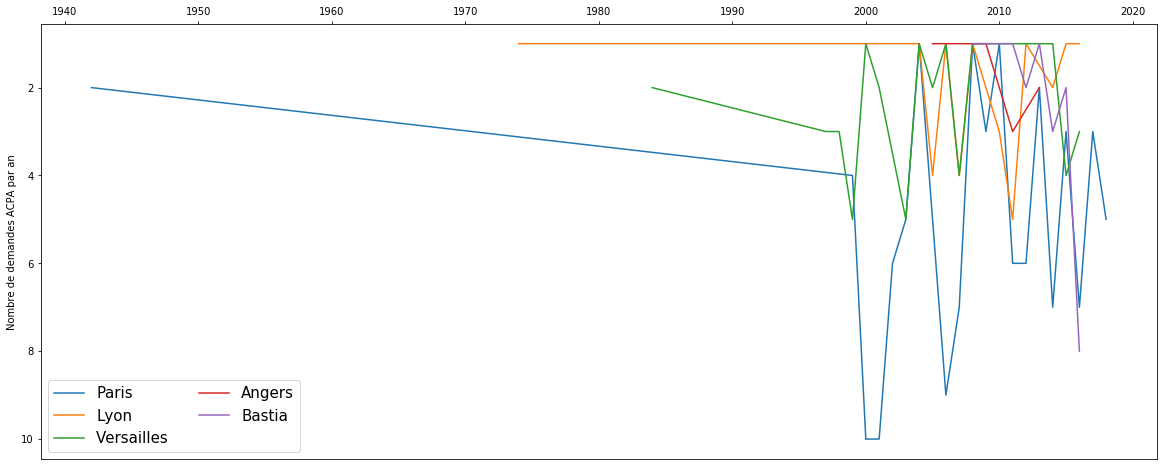 1940 1950 1960 1970 1980 1990 2000 2010 2020
Nombre de demandes ACPA par an
2
4
6
8
10
Paris
Lyon
Versailles
Angers
Bastia